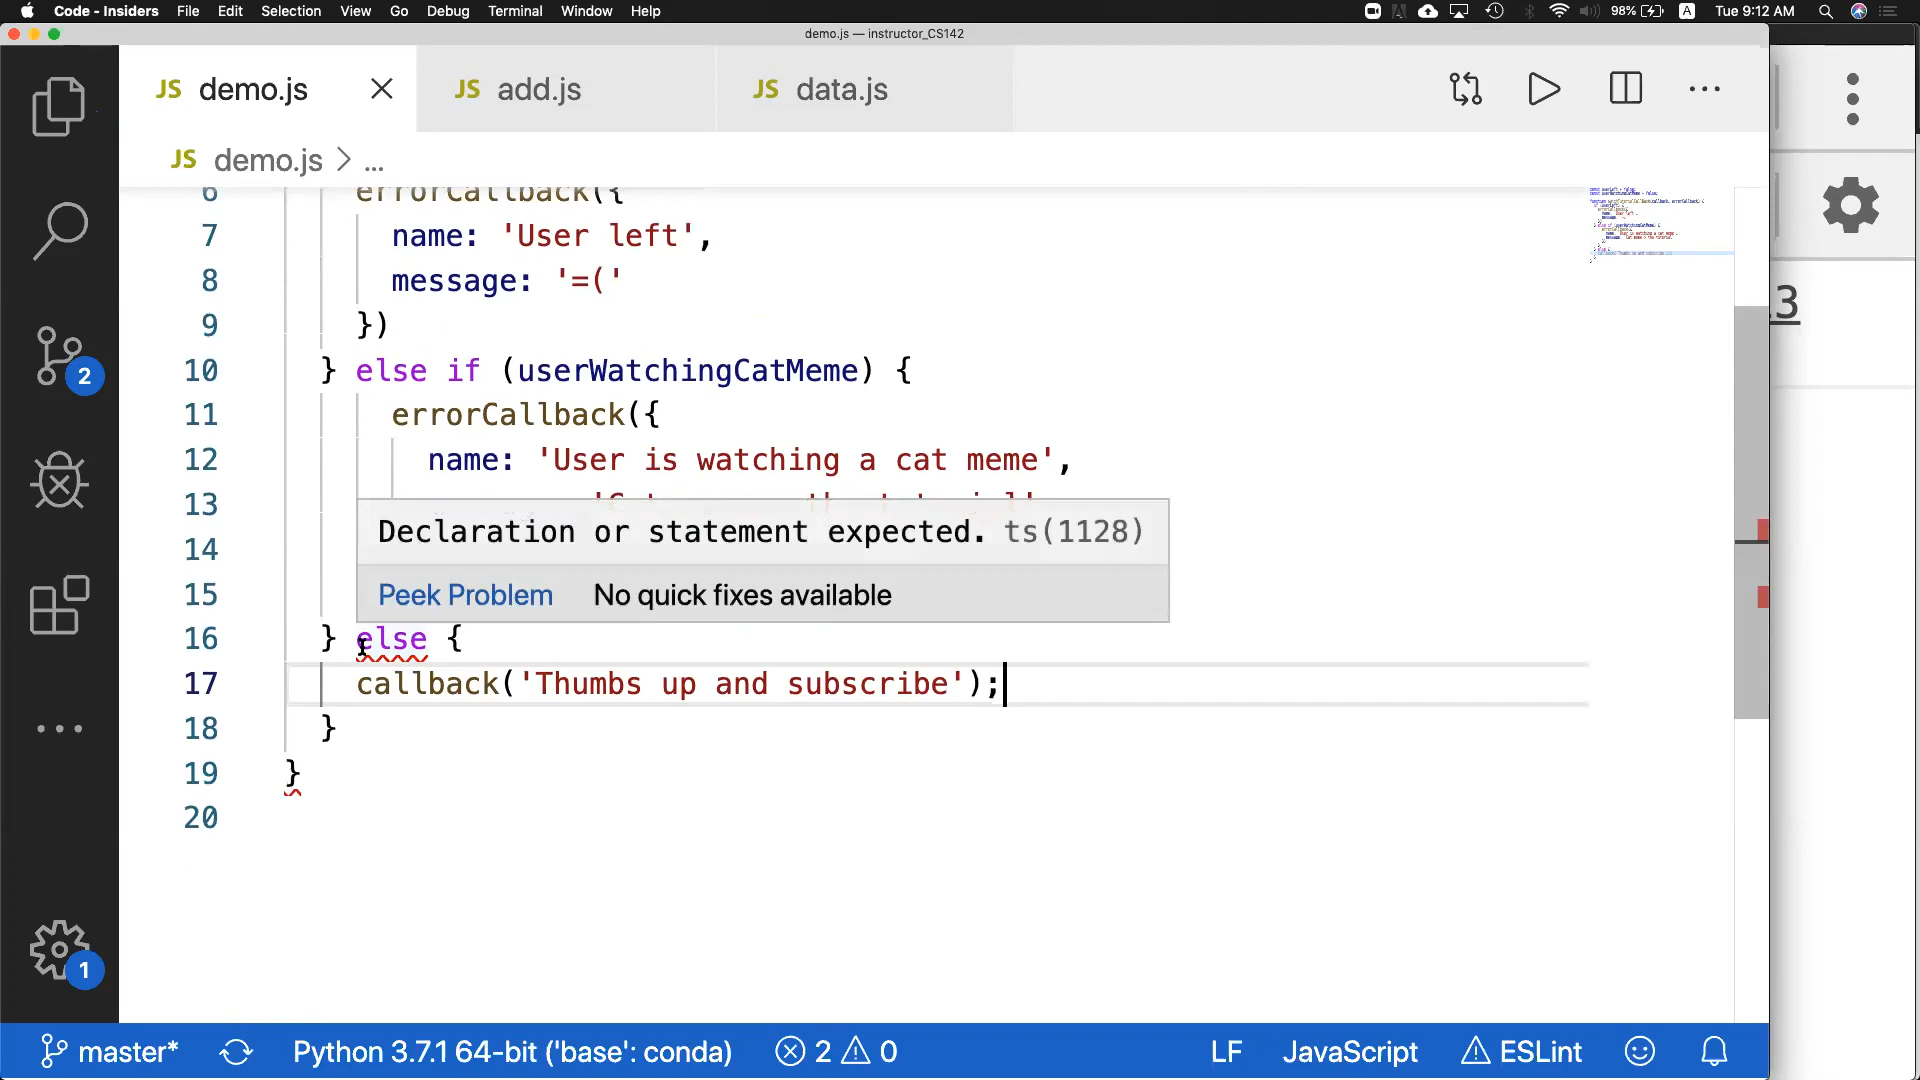 Code - Insiders File Edit Selection View Go Debug Terminal Window Help 98% A Tue 9:12 AM
demo.js — instructor_CS142
JS demo.js JS add.js JS data.js
JS demo.js > ...
6 errorCallback({
7 name: 'User left',
8 message: '=('
9 })
10 } else if (userWatchingCatMeme) {
11 errorCallback({
12 name: 'User is watching a cat meme',
13
Declaration or statement expected. ts(1128)
14
Peek Problem No quick fixes available
15
16 } else {
17 callback('Thumbs up and subscribe');
18 }
19 }
20
2
1
3
master* Python 3.7.1 64-bit ('base': conda) 2 0 LF JavaScript ESLint